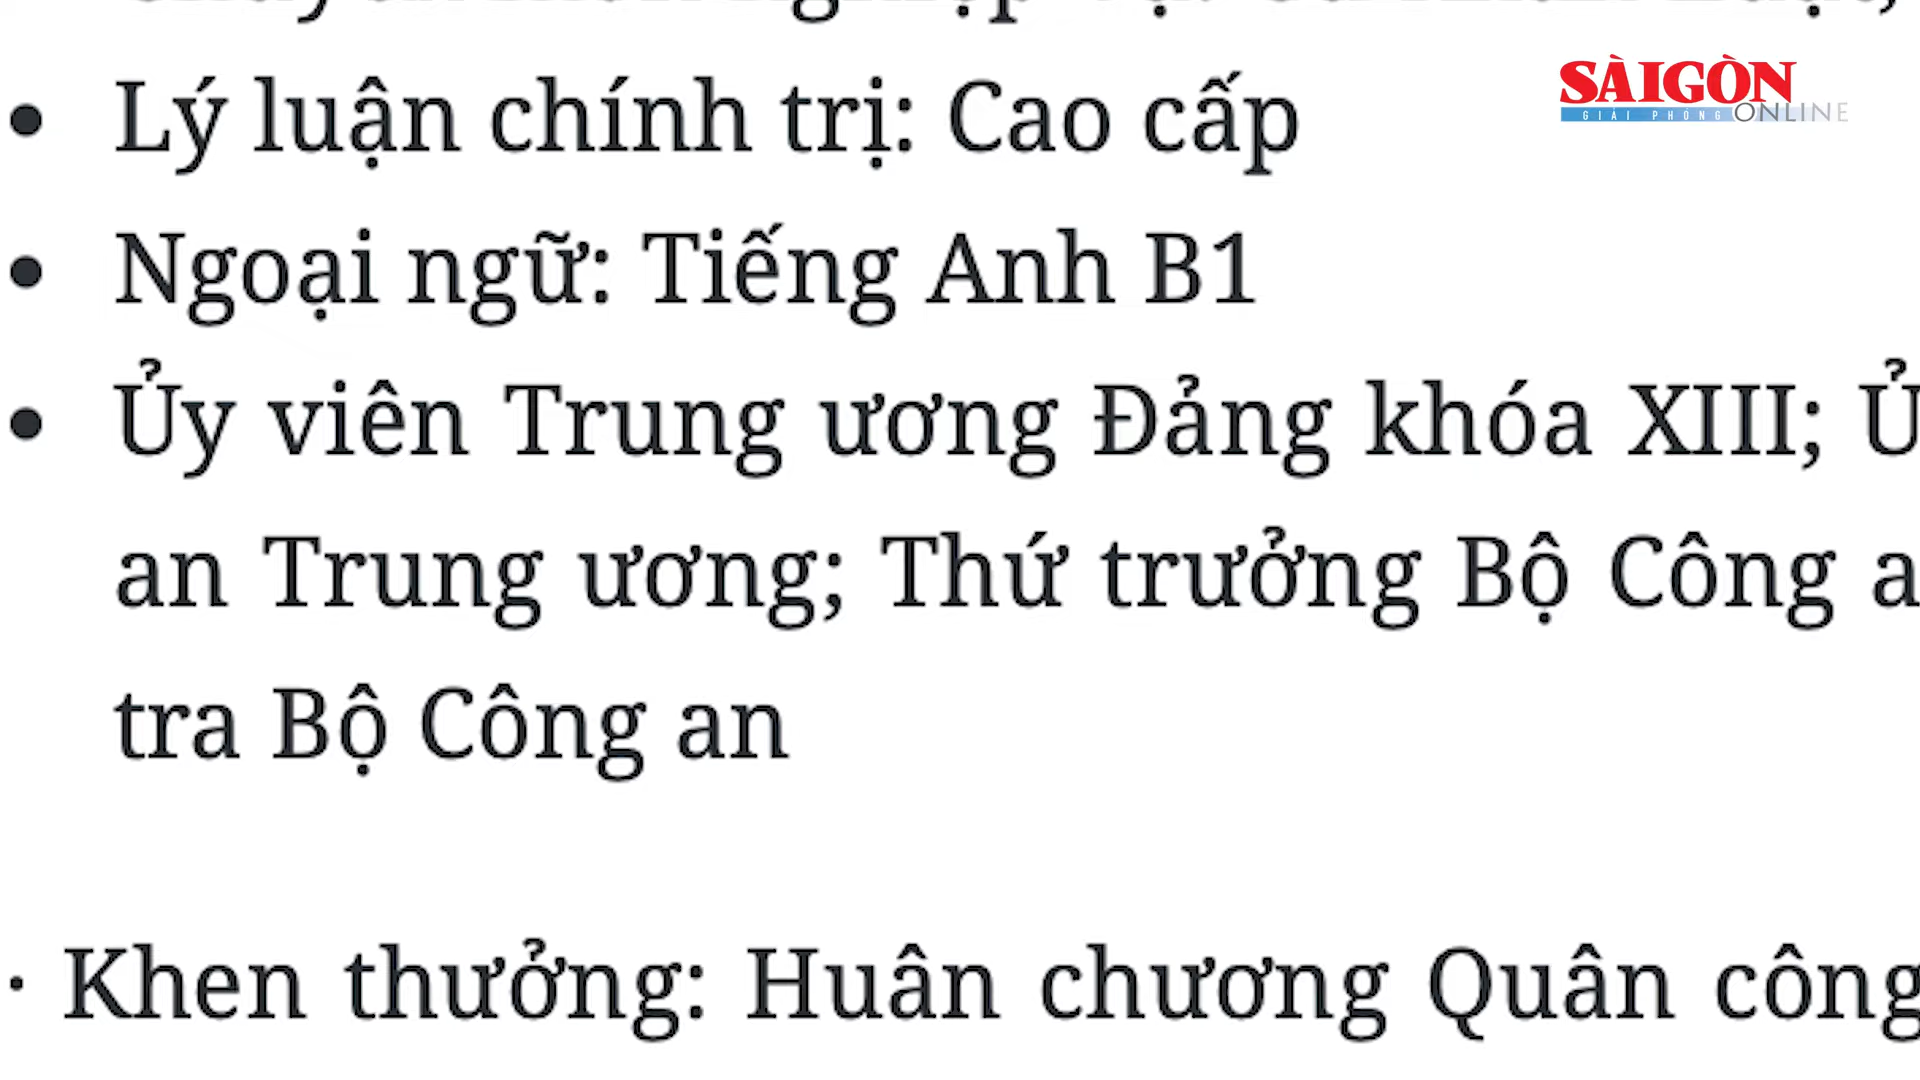 SÀIGÒN
GIẢI PHÓNG ONLINE
• Lý luận chính trị: Cao cấp
• Ngoại ngữ: Tiếng Anh B1
• Ủy viên Trung ương Đảng khóa XIII;
an Trung ương; Thứ trưởng Bộ Công
tra Bộ Công an
· Khen thưởng: Huân chương Quân công